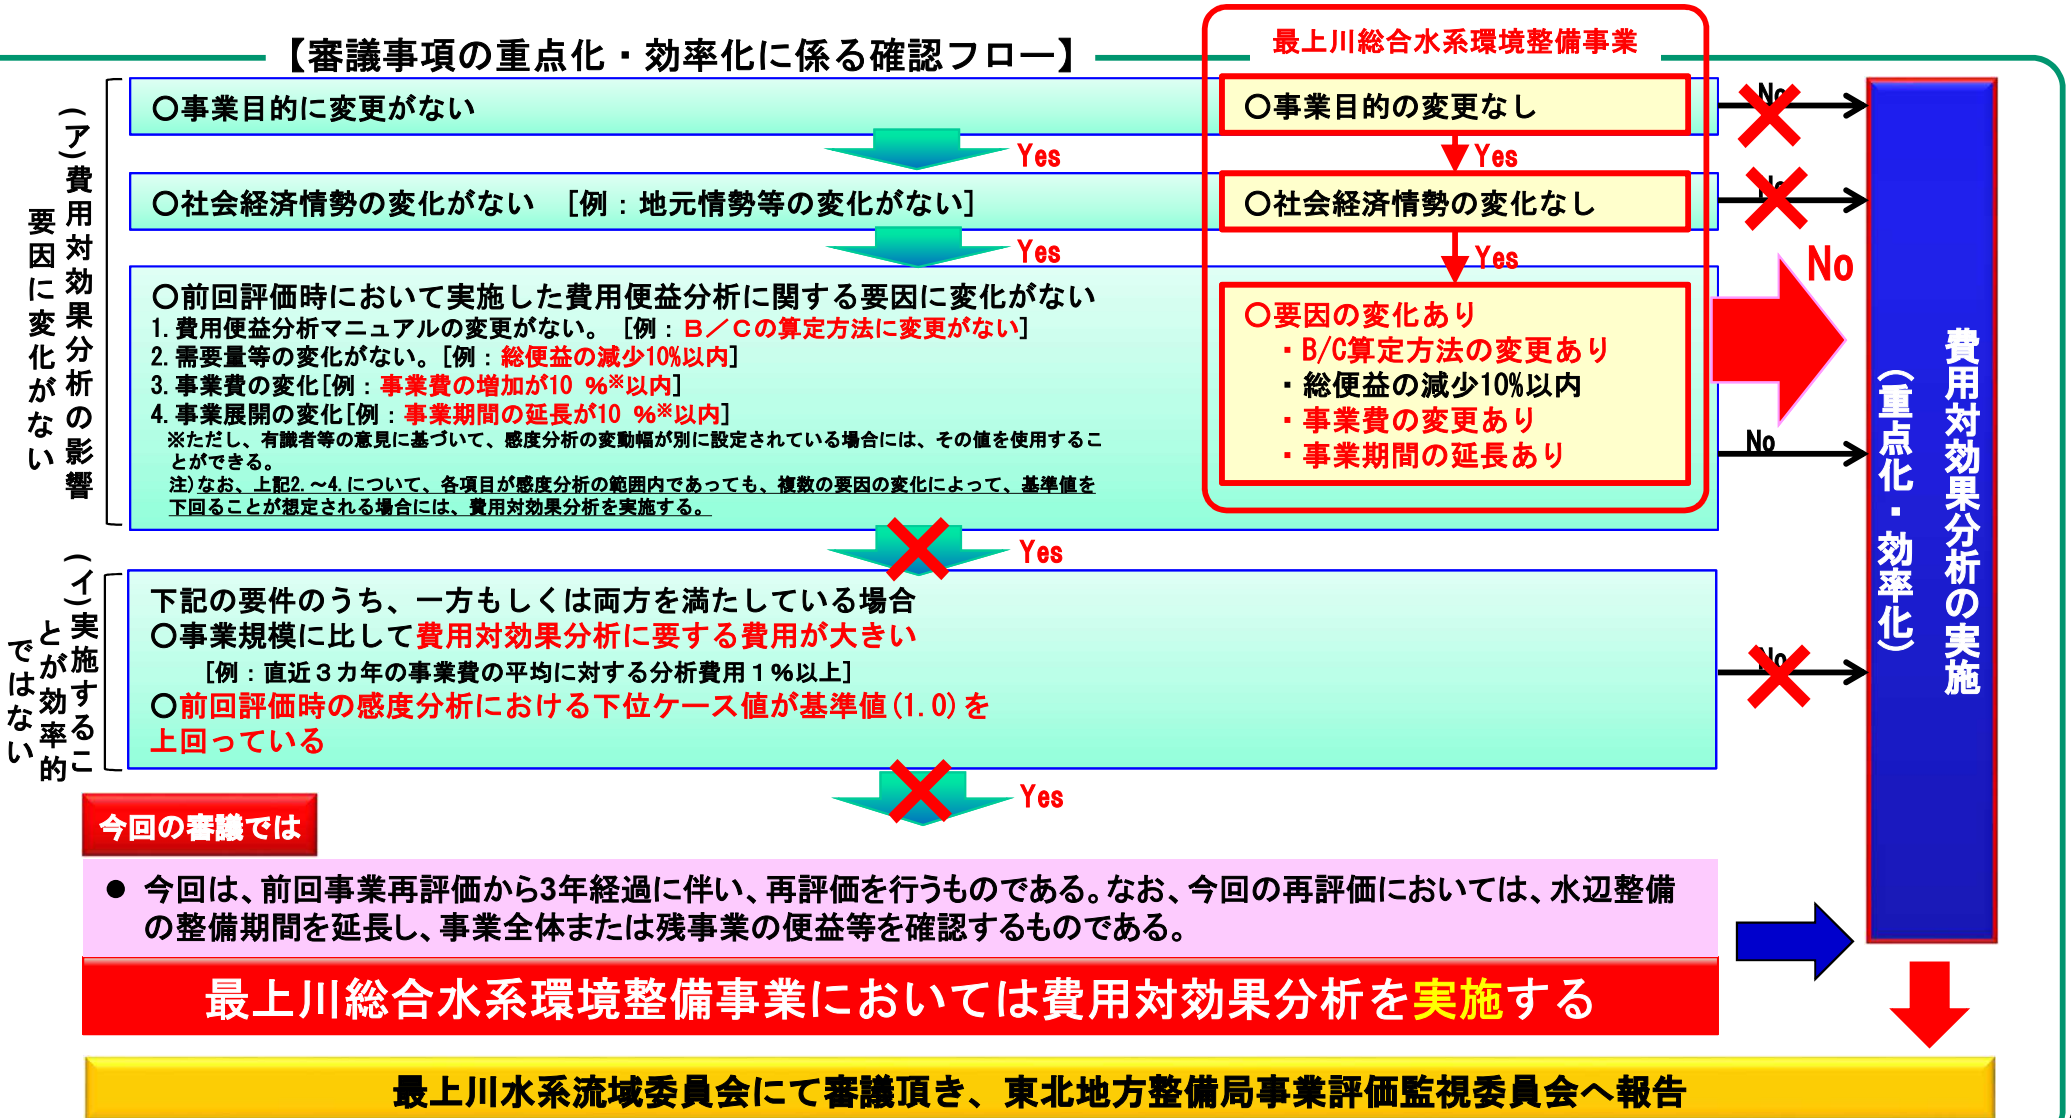 【審議事項の重点化・効率化に係る確認フロー】
最上川総合水系環境整備事業
(ア)費用対効果分析の影響
要因に変化がない
○事業目的に変更がない
○事業目的の変更なし
No
Yes
Yes
○社会経済情勢の変化がない [例：地元情勢等の変化がない]
○社会経済情勢の変化なし
No
Yes
Yes
○前回評価時において実施した費用便益分析に関する要因に変化がない
1. 費用便益分析マニュアルの変更がない。 [例：Ｂ／Ｃの算定方法に変更がない]
2. 需要量等の変化がない。[例：総便益の減少10%以内]
3. 事業費の変化[例：事業費の増加が10 %※以内]
4. 事業展開の変化[例：事業期間の延長が10 %※以内]
※ただし、有識者等の意見に基づいて、感度分析の変動幅が別に設定されている場合には、その値を使用するこ
とができる。
注)なお、上記2.～4.について、各項目が感度分析の範囲内であっても、複数の要因の変化によって、基準値を
下回ることが想定される場合には、費用対効果分析を実施する。
○要因の変化あり
・B/C算定方法の変更あり
・総便益の減少10%以内
・事業費の変更あり
・事業期間の延長あり
No
No
Yes
(イ)実施するこ
とが効率的
ではない
下記の要件のうち、一方もしくは両方を満たしている場合
○事業規模に比して費用対効果分析に要する費用が大きい
[例：直近３カ年の事業費の平均に対する分析費用１％以上]
○前回評価時の感度分析における下位ケース値が基準値(1.0)を
上回っている
No
Yes
費用対効果分析の実施
(重点化・効率化)
今回の審議では
● 今回は、前回事業再評価から3年経過に伴い、再評価を行うものである。なお、今回の再評価においては、水辺整備
の整備期間を延長し、事業全体または残事業の便益等を確認するものである。
最上川総合水系環境整備事業においては費用対効果分析を実施する
最上川水系流域委員会にて審議頂き、東北地方整備局事業評価監視委員会へ報告